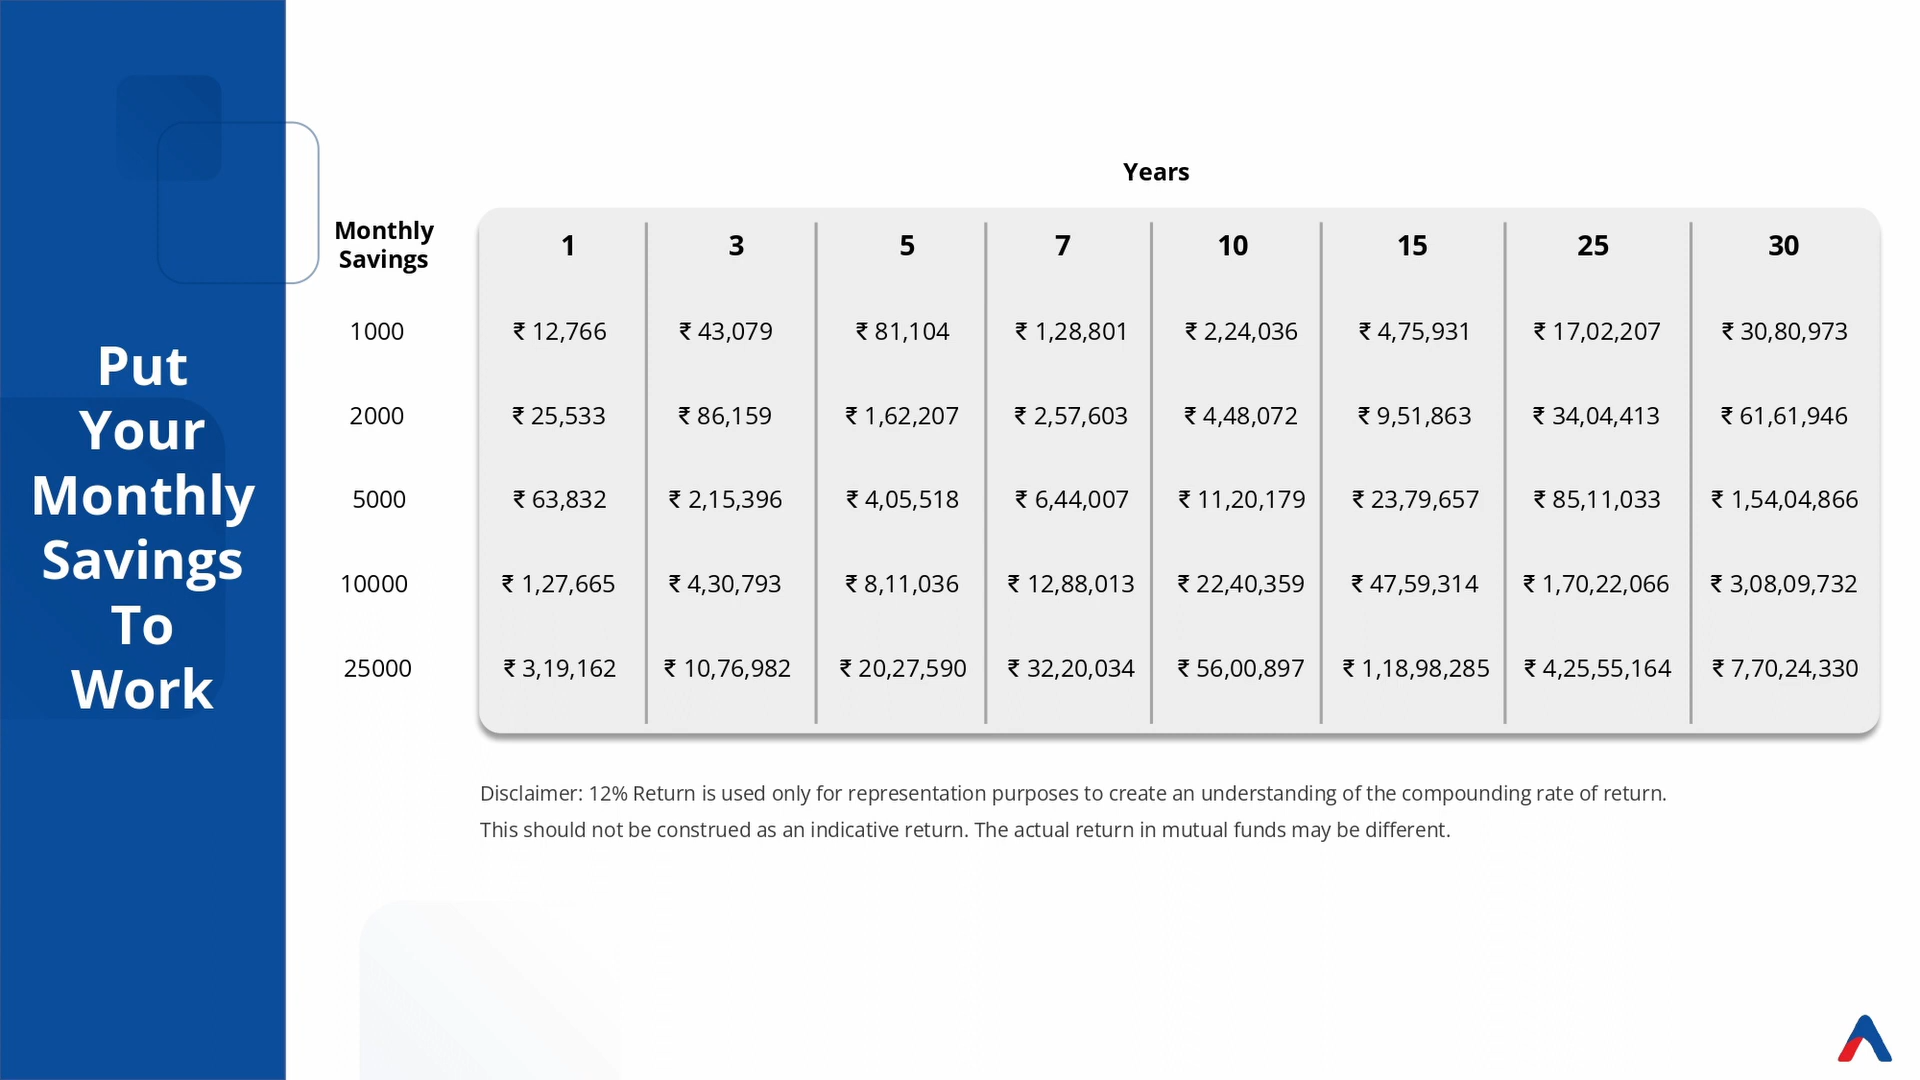 Put
Your
Monthly
Savings
To
Work
Years
Monthly
Savings
1 3 5 7 10 15 25 30
1000 ₹ 12,766 ₹ 43,079 ₹ 81,104 ₹ 1,28,801 ₹ 2,24,036 ₹ 4,75,931 ₹ 17,02,207 ₹ 30,80,973
2000 ₹ 25,533 ₹ 86,159 ₹ 1,62,207 ₹ 2,57,603 ₹ 4,48,072 ₹ 9,51,863 ₹ 34,04,413 ₹ 61,61,946
5000 ₹ 63,832 ₹ 2,15,396 ₹ 4,05,518 ₹ 6,44,007 ₹ 11,20,179 ₹ 23,79,657 ₹ 85,11,033 ₹ 1,54,04,866
10000 ₹ 1,27,665 ₹ 4,30,793 ₹ 8,11,036 ₹ 12,88,013 ₹ 22,40,359 ₹ 47,59,314 ₹ 1,70,22,066 ₹ 3,08,09,732
25000 ₹ 3,19,162 ₹ 10,76,982 ₹ 20,27,590 ₹ 32,20,034 ₹ 56,00,897 ₹ 1,18,98,285 ₹ 4,25,55,164 ₹ 7,70,24,330
Disclaimer: 12% Return is used only for representation purposes to create an understanding of the compounding rate of return.
This should not be construed as an indicative return. The actual return in mutual funds may be different.